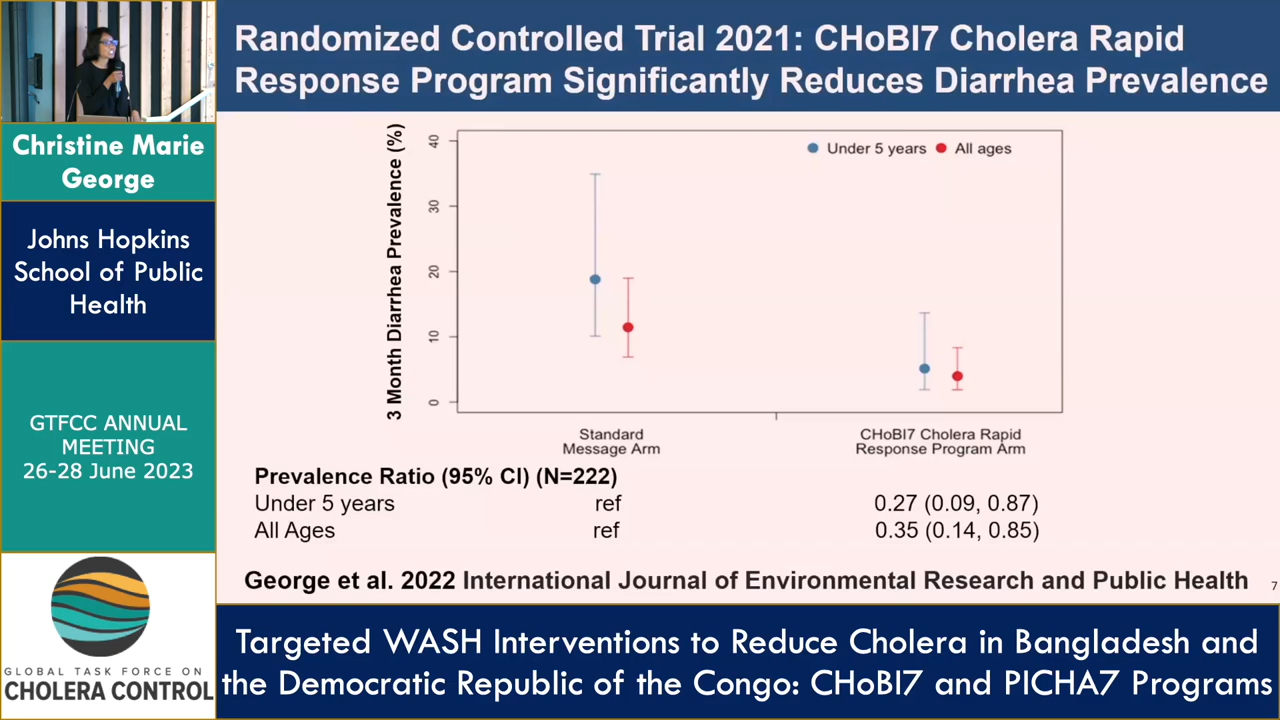 Randomized Controlled Trial 2021: CHoBI7 Cholera Rapid
Response Program Significantly Reduces Diarrhea Prevalence
Christine Marie
George
Johns Hopkins
School of Public
Health
GTFCC ANNUAL
MEETING
26-28 June 2023
GLOBAL TASK FORCE ON
CHOLERA CONTROL
3 Month Diarrhea Prevalence (%)
40
30
20
10
0
Under 5 years All ages
Standard
Message Arm
CHoBI7 Cholera Rapid
Response Program Arm
Prevalence Ratio (95% CI) (N=222)
Under 5 years ref 0.27 (0.09, 0.87)
All Ages ref 0.35 (0.14, 0.85)
George et al. 2022 International Journal of Environmental Research and Public Health
7
Targeted WASH Interventions to Reduce Cholera in Bangladesh and
the Democratic Republic of the Congo: CHoBI7 and PICHA7 Programs